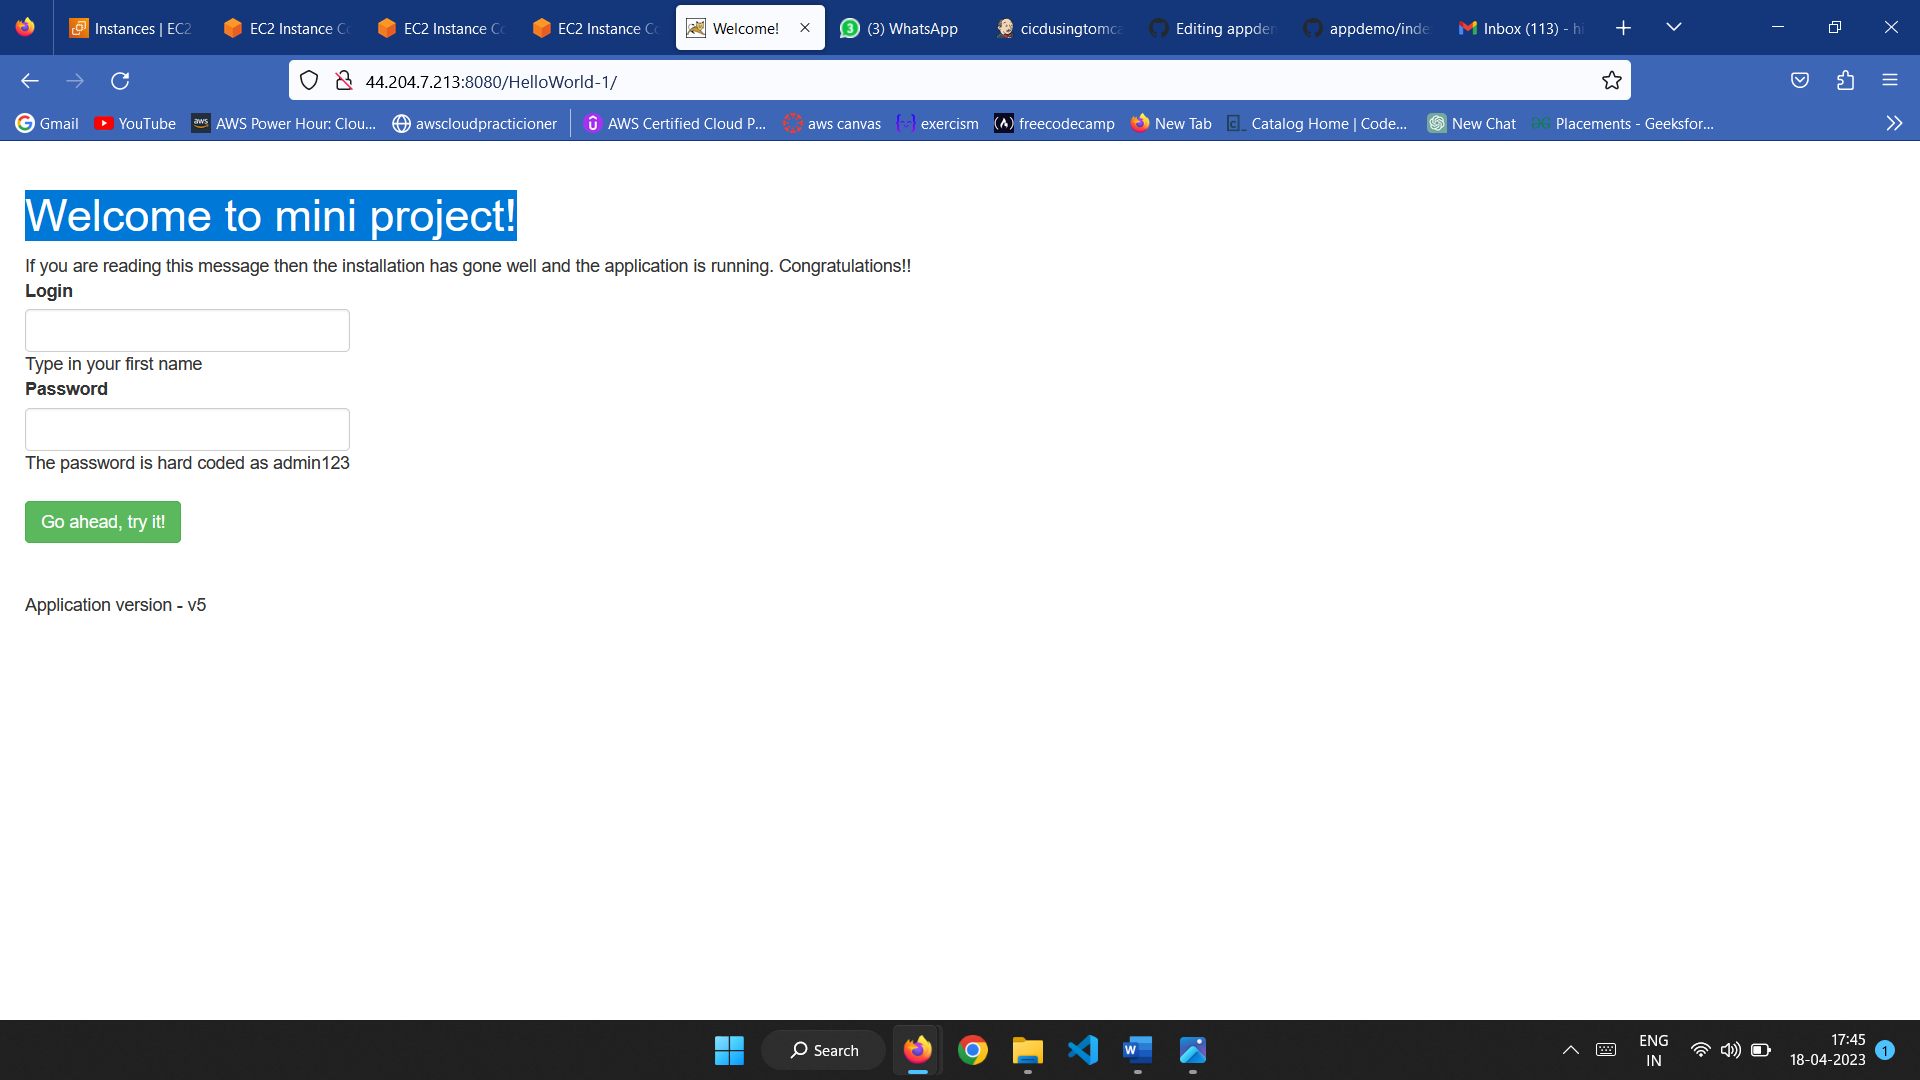 Instances | EC2
EC2 Instance Co
EC2 Instance Co
EC2 Instance Co
Welcome!
(3) WhatsApp
cicdusingtomca
Editing appdem
appdemo/inde
Inbox (113) - hi
44.204.7.213:8080/HelloWorld-1/
Gmail
YouTube
AWS Power Hour: Clou...
awscloudpracticioner
AWS Certified Cloud P...
aws canvas
exercism
freecodecamp
New Tab
Catalog Home | Code...
New Chat
Placements - Geeksfor...
Welcome to mini project!
If you are reading this message then the installation has gone well and the application is running. Congratulations!!
Login
Type in your first name
Password
The password is hard coded as admin123
Go ahead, try it!
Application version - v5
Search
ENG
IN
17:45
18-04-2023
1